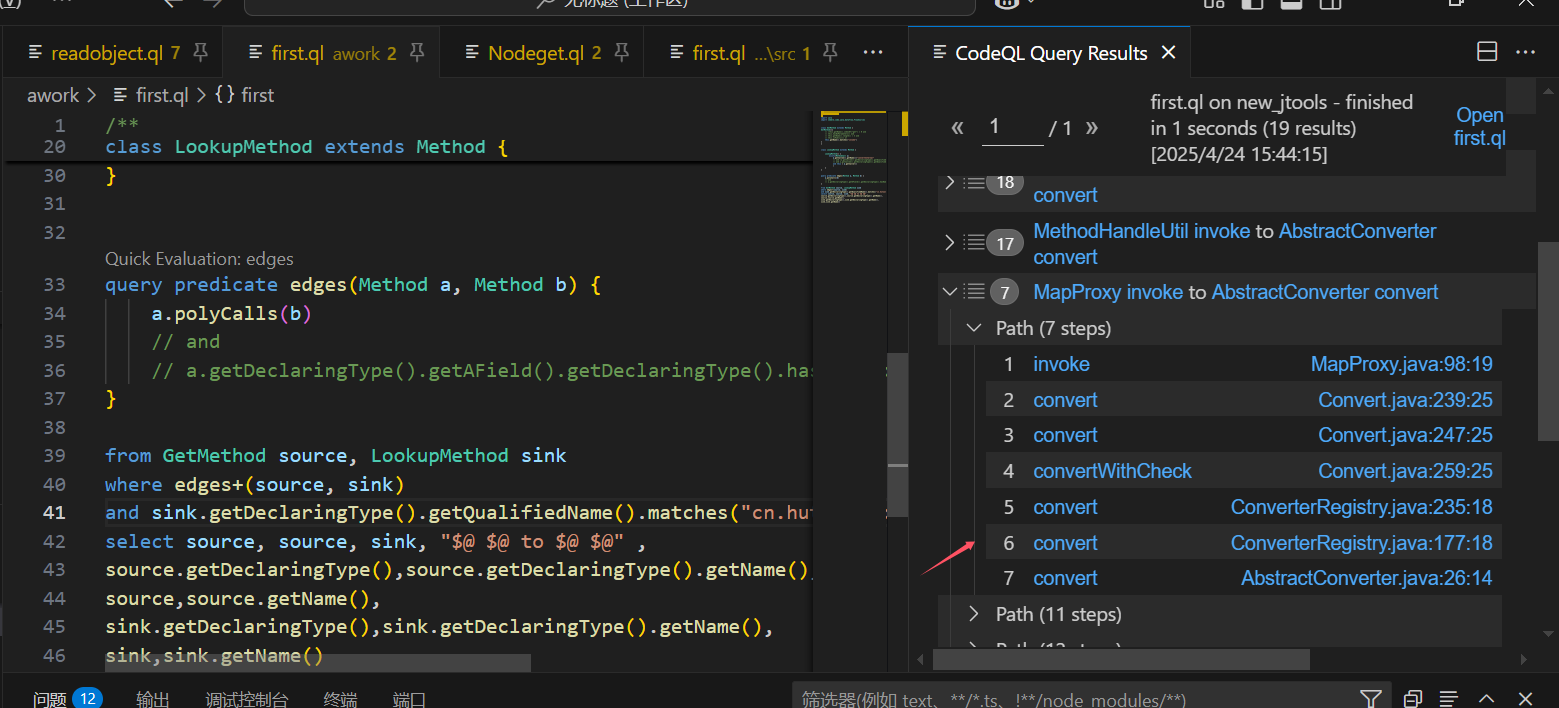 无标题 (工作区)
readobject.ql 7
first.ql awork 2
Nodeget.ql 2
first.ql ...\src 1
CodeQL Query Results
awork > first.ql > {} first
1 /**
20 class LookupMethod extends Method {
30 }
31
32
Quick Evaluation: edges
33 query predicate edges(Method a, Method b) {
34 a.polyCalls(b)
35 // and
36 // a.getDeclaringType().getAField().getDeclaringType().has
37 }
38
39 from GetMethod source, LookupMethod sink
40 where edges+(source, sink)
41 and sink.getDeclaringType().getQualifiedName().matches("cn.hut
42 select source, source, sink, "$@ $@ to $@ $@" ,
43 source.getDeclaringType(),source.getDeclaringType().getName(),
44 source,source.getName(),
45 sink.getDeclaringType(),sink.getDeclaringType().getName(),
46 sink,sink.getName()
« 1 / 1 »
first.ql on new_jtools - finished
in 1 seconds (19 results)
[2025/4/24 15:44:15]
Open
first.ql
18
convert
17 MethodHandleUtil invoke to AbstractConverter
convert
7 MapProxy invoke to AbstractConverter convert
Path (7 steps)
1 invoke MapProxy.java:98:19
2 convert Convert.java:239:25
3 convert Convert.java:247:25
4 convertWithCheck Convert.java:259:25
5 convert ConverterRegistry.java:235:18
6 convert ConverterRegistry.java:177:18
7 convert AbstractConverter.java:26:14
Path (11 steps)
问题 12 输出 调试控制台 终端 端口
筛选器(例如 text、**/*.ts、!**/node_modules/**)